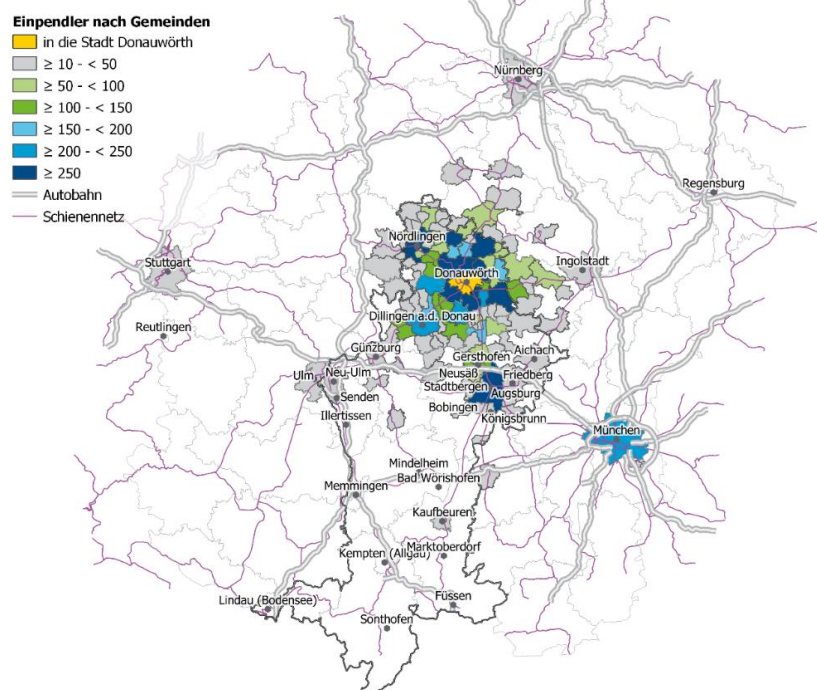 Einpendler nach Gemeinden
in die Stadt Donauwörth
≥ 10 - < 50
≥ 50 - < 100
≥ 100 - < 150
≥ 150 - < 200
≥ 200 - < 250
≥ 250
Autobahn
Schienennetz
Nürnberg
Regensburg
Nördlingen
Stuttgart
Ingolstadt
Donauwörth
Reutlingen
Dillingen a.d. Donau
Günzburg
Gersthofen
Aichach
Ulm
Neu-Ulm
Neusäß
Friedberg
Stadtbergen
Augsburg
Senden
Bobingen
Königsbrunn
Illertissen
München
Mindelheim
Bad Wörishofen
Memmingen
Kaufbeuren
Kempten (Allgäu)
Marktoberdorf
Lindau (Bodensee)
Füssen
Sonthofen